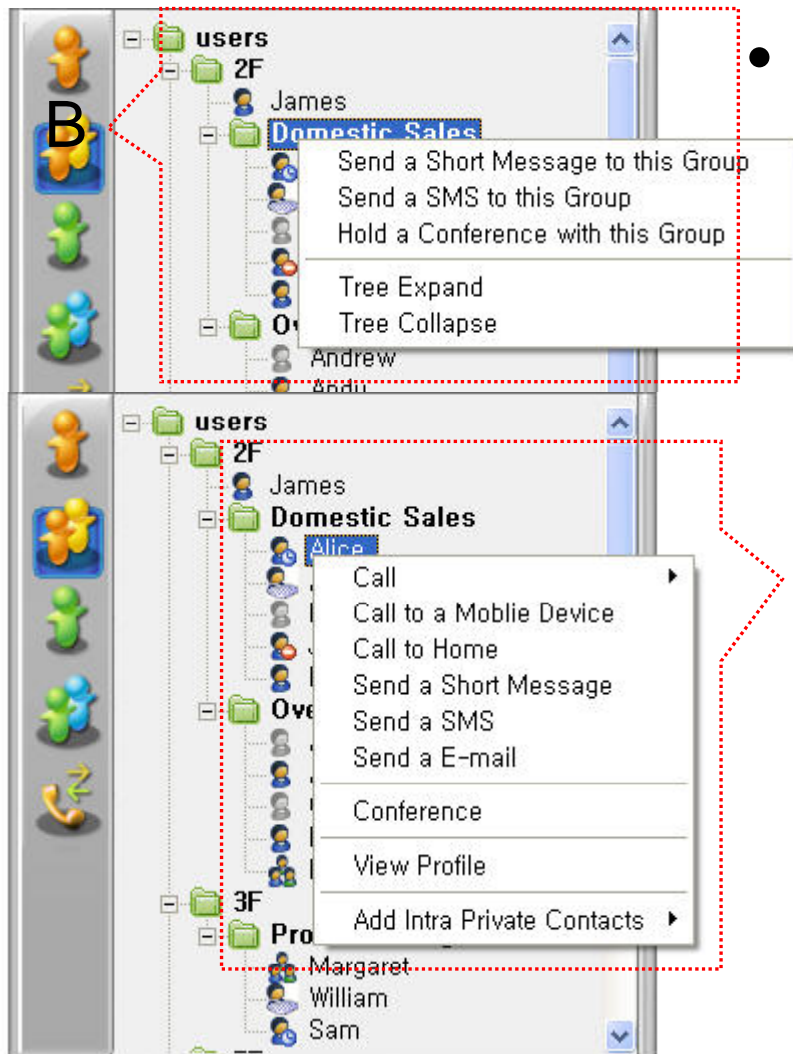 users
2F
B
James
Domestic Sales
Send a Short Message to this Group
Send a SMS to this Group
Hold a Conference with this Group
Tree Expand
Tree Collapse
Andrew
Andy
users
2F
James
Domestic Sales
Alice
Call
Call to a Moblie Device
Call to Home
Send a Short Message
Send a SMS
Send a E-mail
Conference
View Profile
Add Intra Private Contacts
3F
Margaret
William
Sam